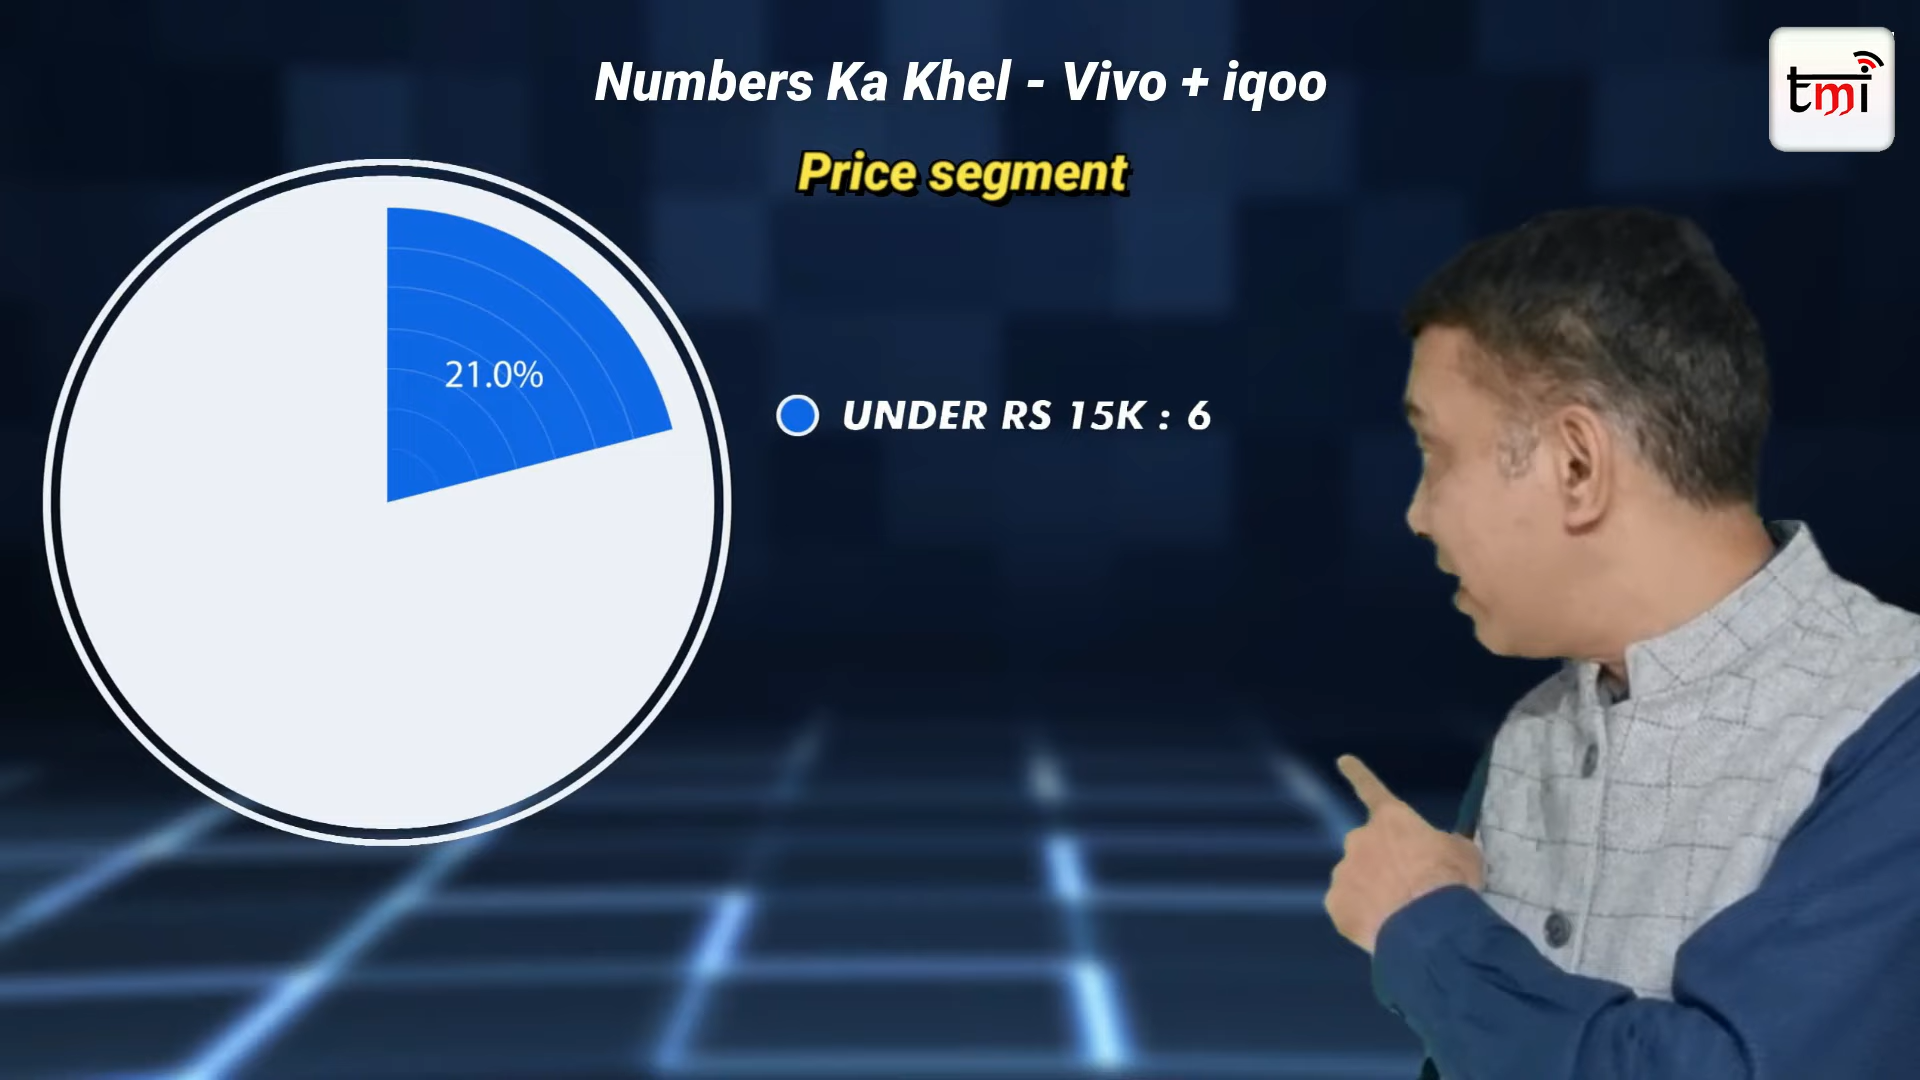 Numbers Ka Khel - Vivo + iqoo
tmi
Price segment
21.0%
UNDER RS 15K : 6